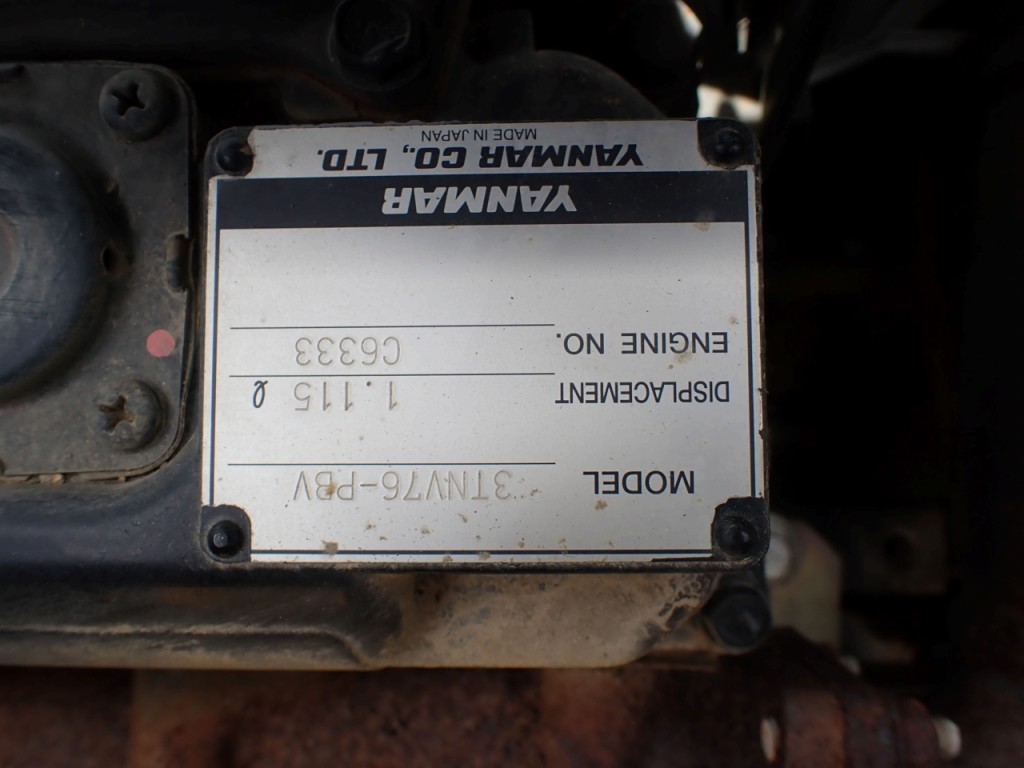 MODEL 3TNV76-PBV
DISPLACEMENT 1.115 ℓ
ENGINE NO. C6333
YANMAR
YANMAR CO., LTD.
MADE IN JAPAN